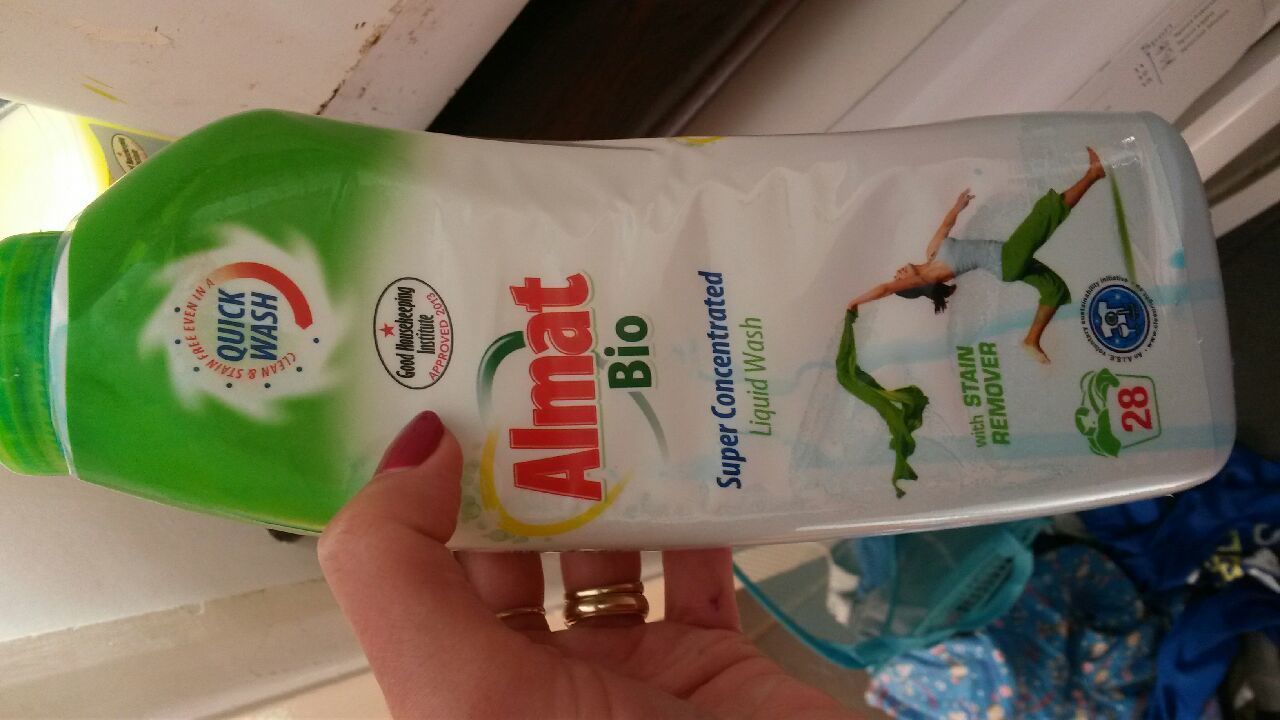 CLEAN & STAIN FREE EVEN IN A
QUICK
WASH
Good Housekeeping
Institute
APPROVED 2013
Almat
Bio
Super Concentrated
Liquid Wash
with STAIN
REMOVER
28